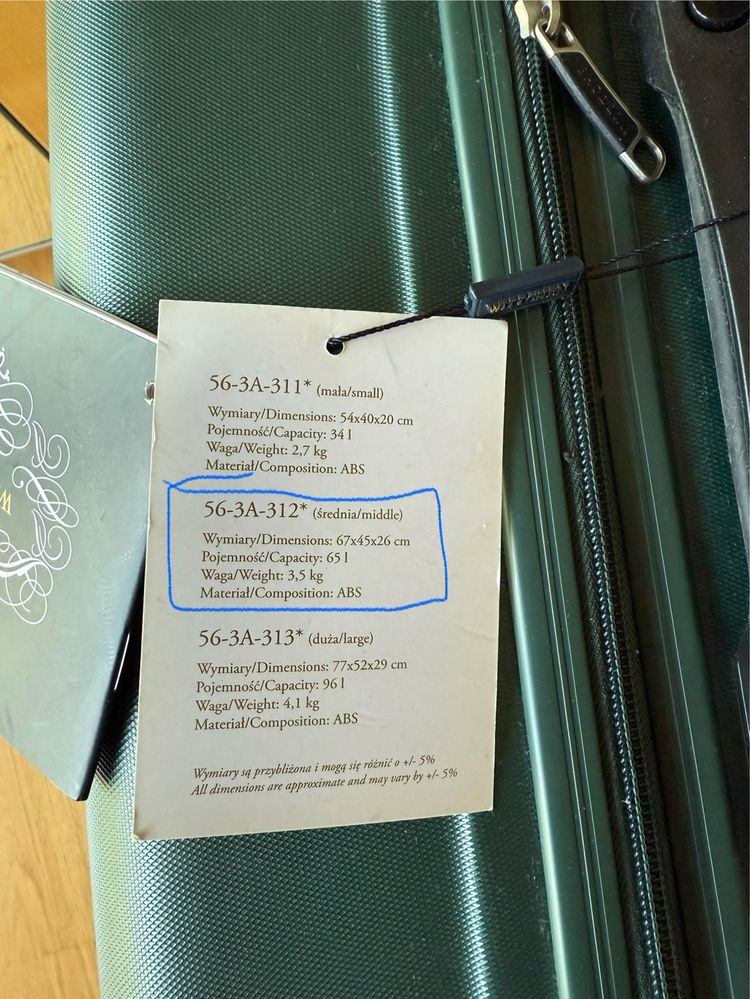 56-3A-311* (mała/small)
Wymiary/Dimensions: 54x40x20 cm
Pojemność/Capacity: 34 l
Waga/Weight: 2,7 kg
Materiał/Composition: ABS
56-3A-312* (średnia/middle)
Wymiary/Dimensions: 67x45x26 cm
Pojemność/Capacity: 65 l
Waga/Weight: 3,5 kg
Materiał/Composition: ABS
56-3A-313* (duża/large)
Wymiary/Dimensions: 77x52x29 cm
Pojemność/Capacity: 96 l
Waga/Weight: 4,1 kg
Materiał/Composition: ABS
Wymiary są przybliżona i mogą się różnić o +/- 5%
All dimensions are approximate and may vary by +/- 5%